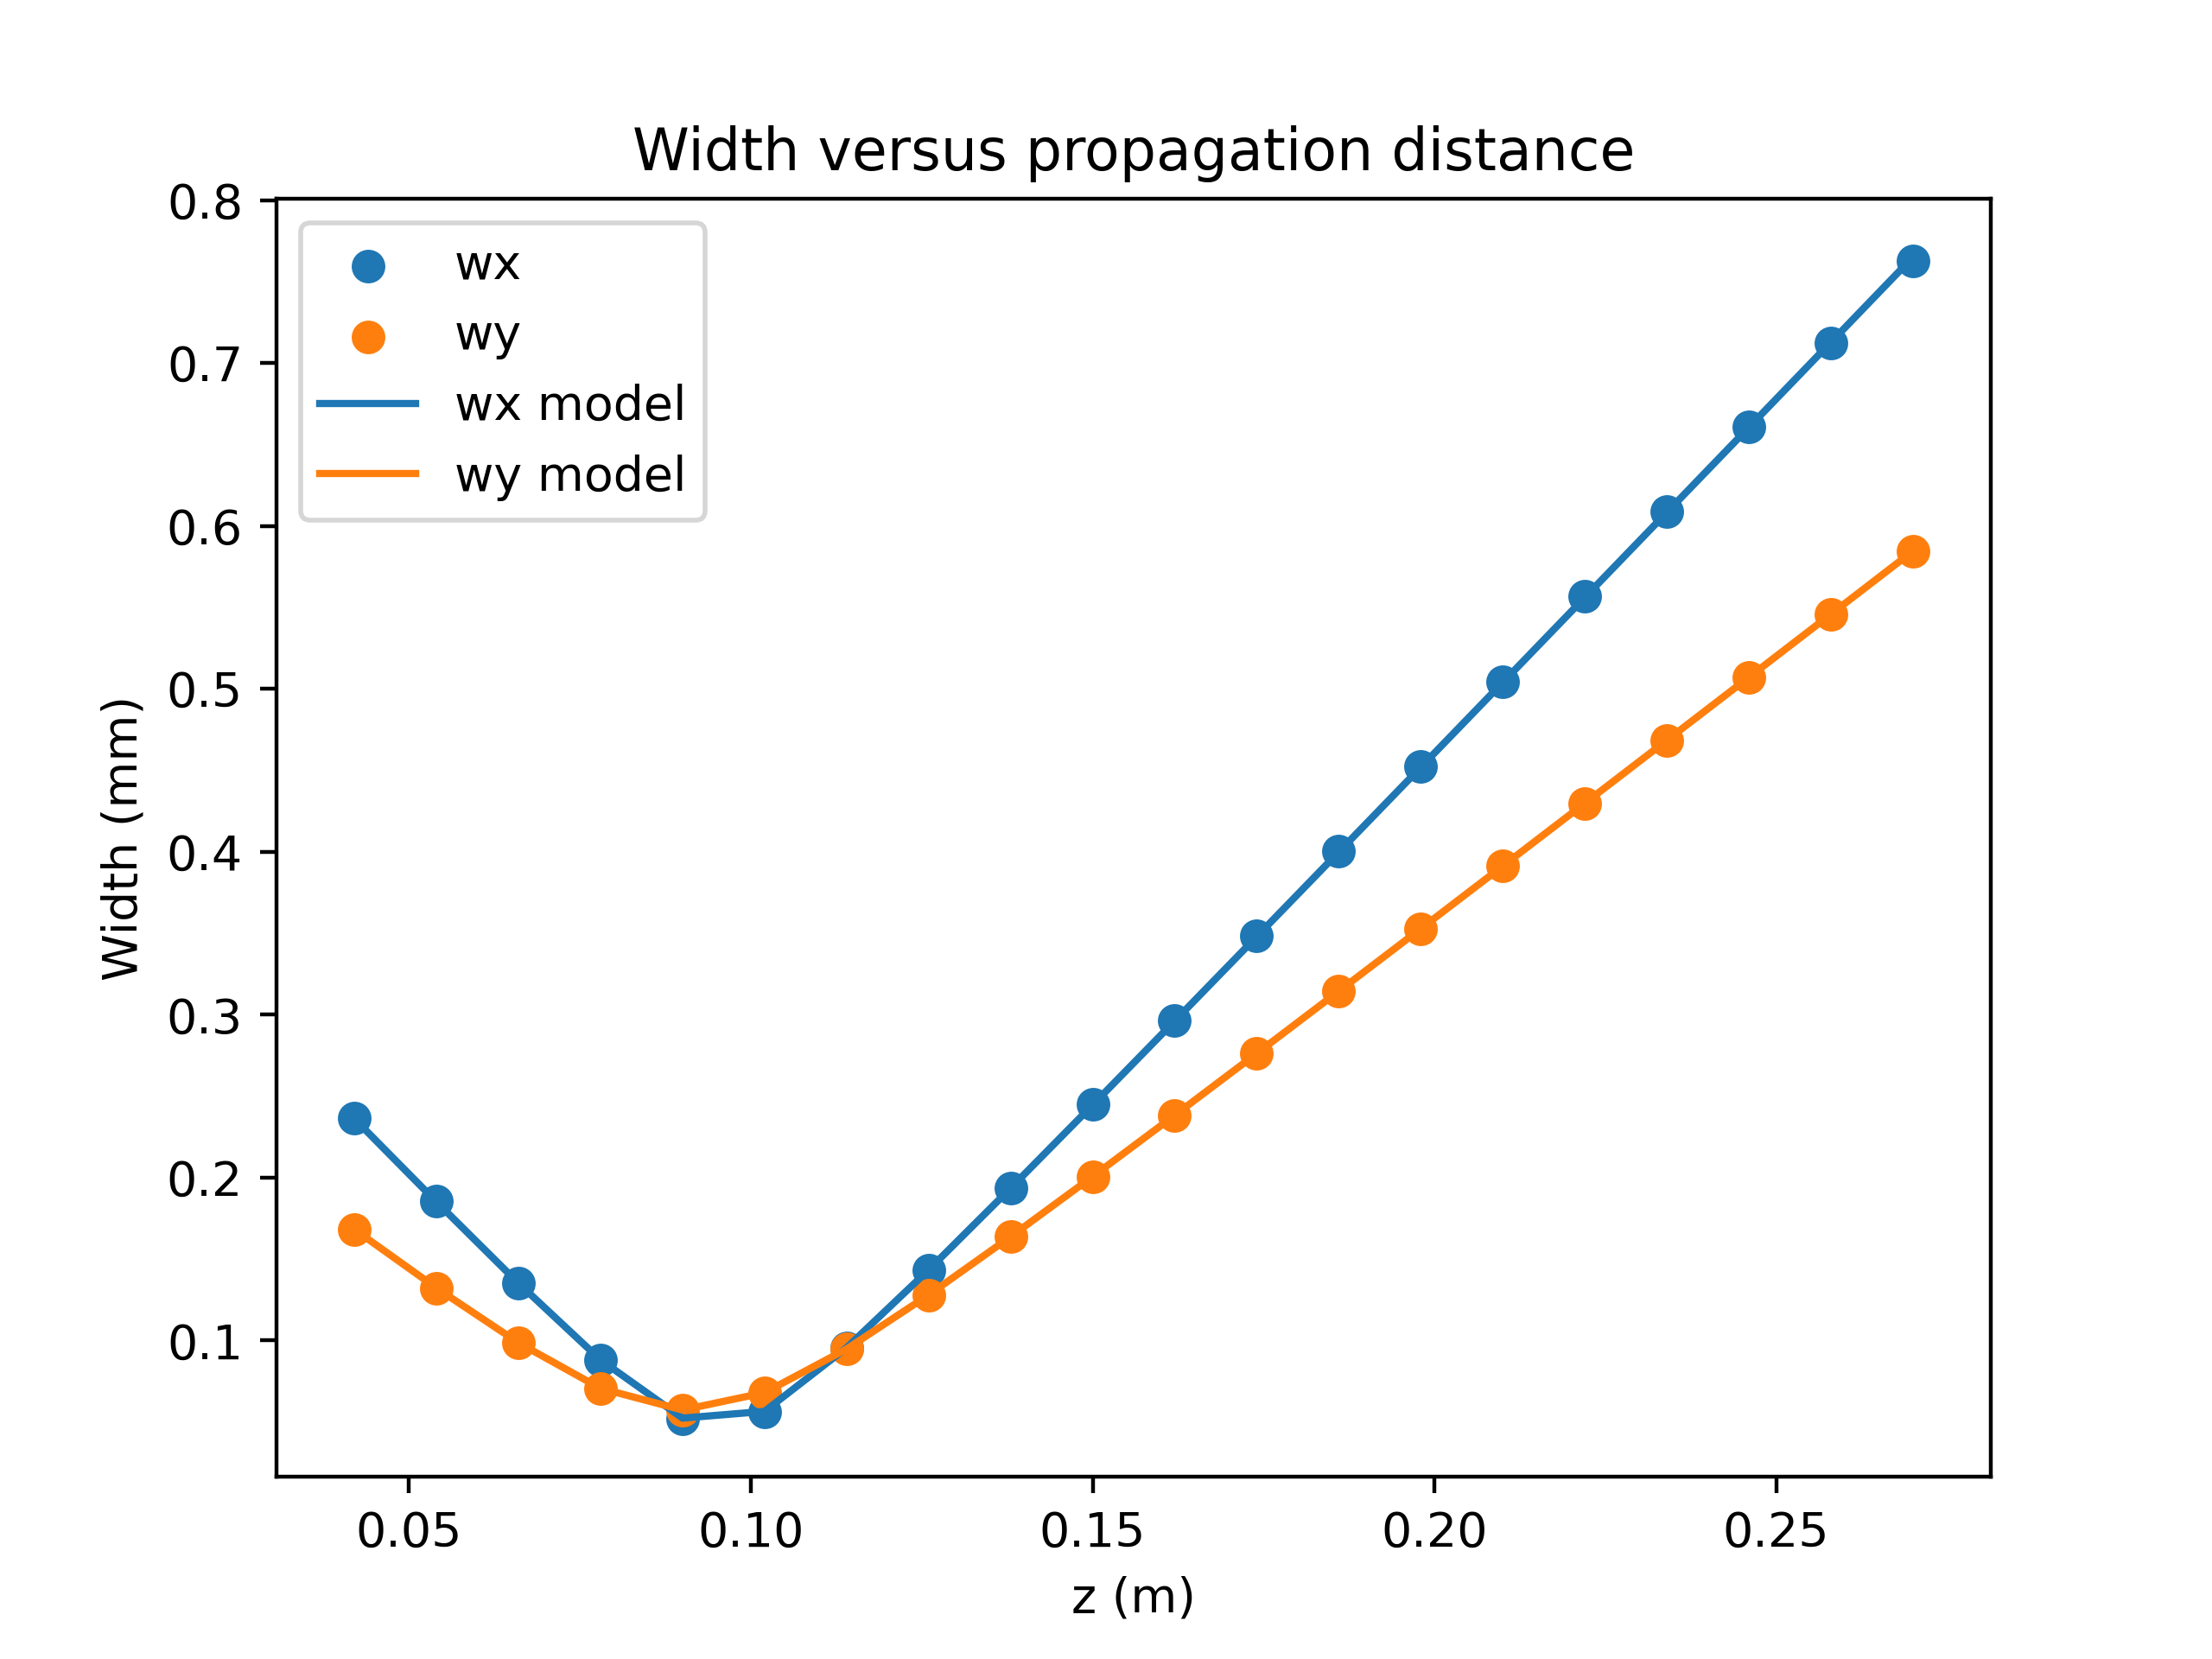 Width versus propagation distance
wx
wy
wx model
wy model
0.8
0.7
0.6
0.5
0.4
0.3
0.2
0.1
Width (mm)
0.05 0.10 0.15 0.20 0.25
z (m)